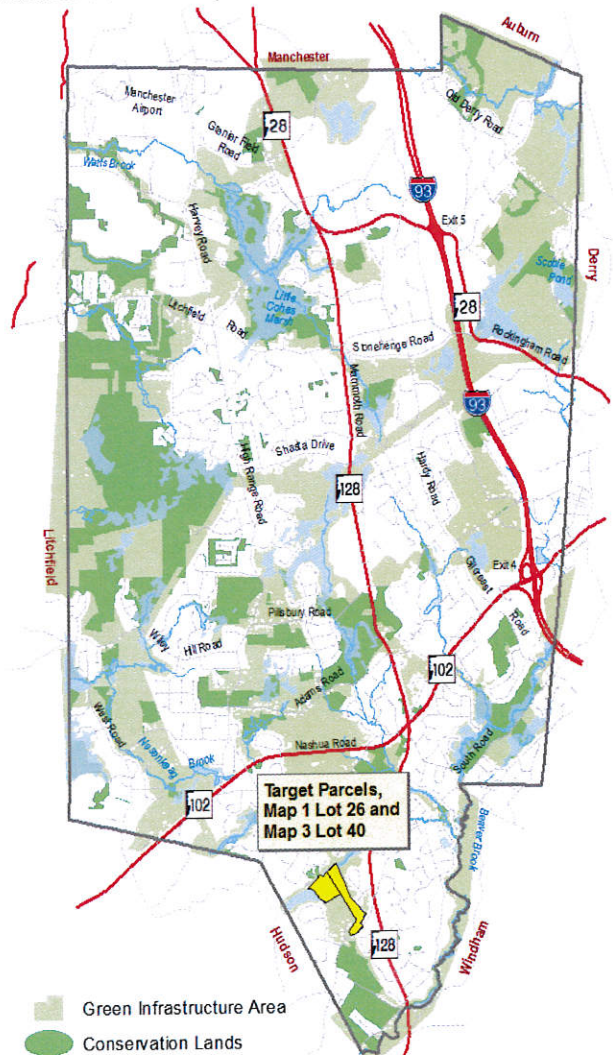 Auburn
Manchester
Manchester
Airport
Old Derry Road
Grenier Field
Road
28
Watts Brook
93
Exit 5
Harvey Road
Derry
Scobie
Pond
Little
Cohas
Marsh
28
Litchfield
Road
Stonehenge Road
Rockingham Road
Mammoth Road
93
Shasta Drive
High Range Road
Hardy Road
128
Litchfield
Exit 4
Gilcreast
Road
Pillsbury Road
Wiley
Hill Road
102
Adams Road
West Road
Nesenkeag
Brook
Nashua Road
South Road
102
Target Parcels,
Map 1 Lot 26 and
Map 3 Lot 40
Beaver Brook
Hudson
128
Windham
Green Infrastructure Area
Conservation Lands